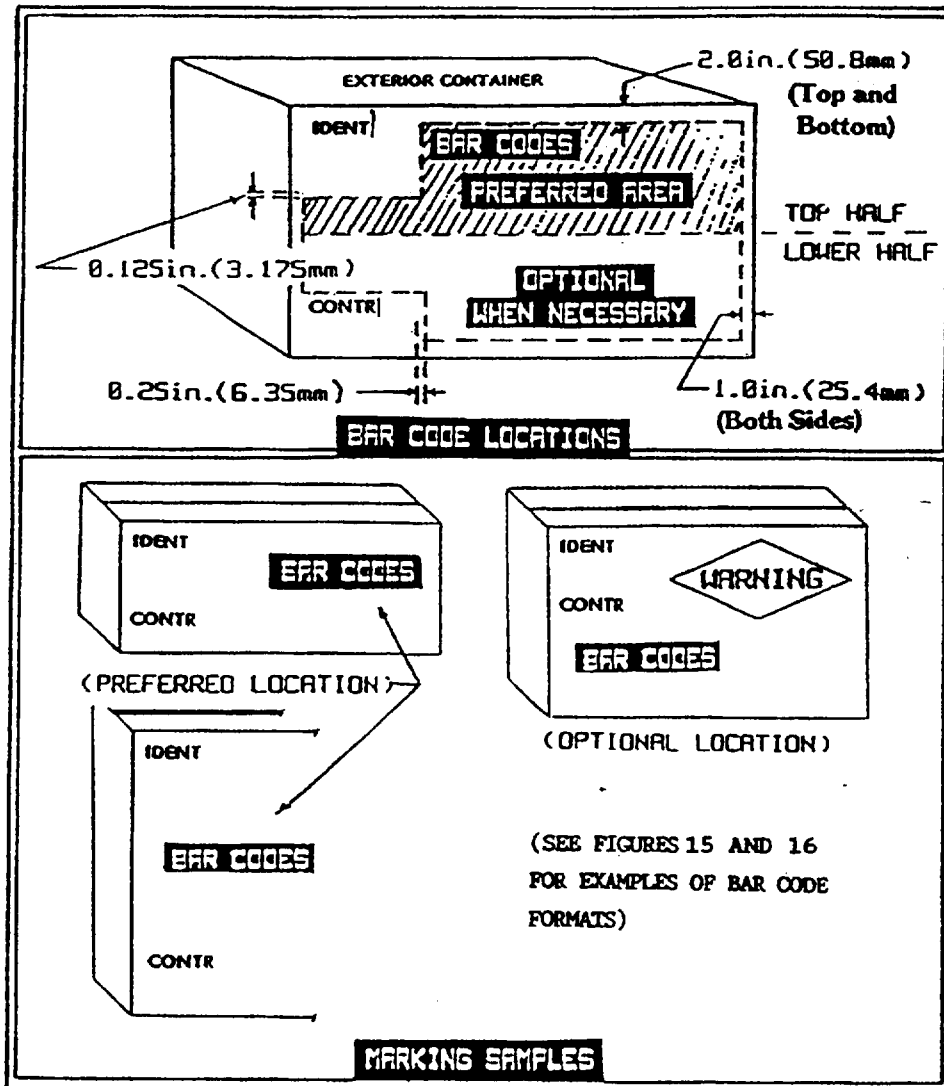 EXTERIOR CONTAINER
2.0in.(50.8mm)
(Top and
Bottom)
IDENT
BAR CODES
PREFERRED AREA
TOP HALF
LOWER HALF
0.125in.(3.175mm)
OPTIONAL
WHEN NECESSARY
CONTR
0.25in.(6.35mm)
1.0in.(25.4mm)
(Both Sides)
BAR CODE LOCATIONS
IDENT
BAR CODES
CONTR
(PREFERRED LOCATION)
IDENT
WARNING
CONTR
BAR CODES
(OPTIONAL LOCATION)
IDENT
BAR CODES
CONTR
(SEE FIGURES 15 AND 16
FOR EXAMPLES OF BAR CODE
FORMATS)
MARKING SAMPLES